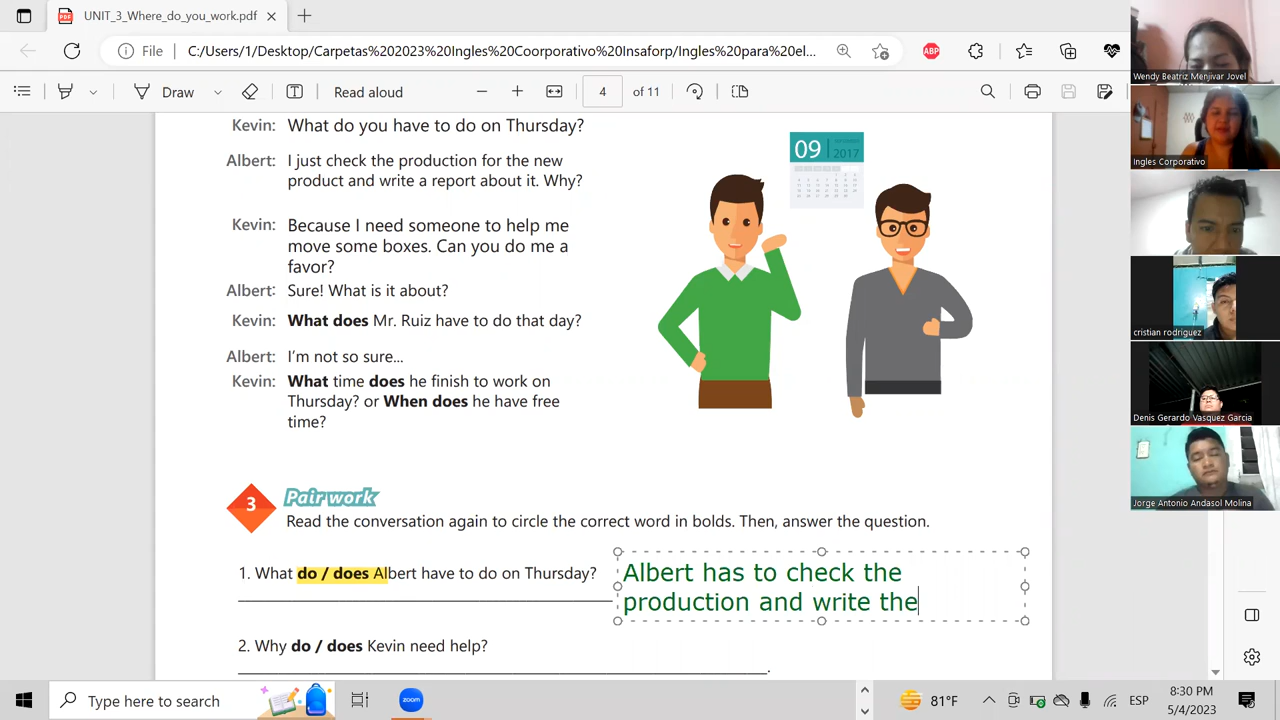 UNIT_3_Where_do_you_work.pdf
File
C:/Users/1/Desktop/Carpetas%202023%20Ingles%20Coorporativo%20Insaforp/Ingles%20para%20el...
ABP
Draw
Read aloud
4
of 11
Kevin: What do you have to do on Thursday?
Albert: I just check the production for the new
product and write a report about it. Why?
Kevin: Because I need someone to help me
move some boxes. Can you do me a
favor?
Albert: Sure! What is it about?
Kevin: What does Mr. Ruiz have to do that day?
Albert: I'm not so sure...
Kevin: What time does he finish to work on
Thursday? or When does he have free
time?
09
2017
3
Pair work
Read the conversation again to circle the correct word in bolds. Then, answer the question.
1. What do / does Albert have to do on Thursday?
Albert has to check the
production and write the
2. Why do / does Kevin need help?
Wendy Beatriz Menjivar Jovel
Ingles Corporativo
cristian rodriguez
Denis Gerardo Vasquez Garcia
Jorge Antonio Andasol Molina
Type here to search
zoom
81°F
ESP
8:30 PM
5/4/2023